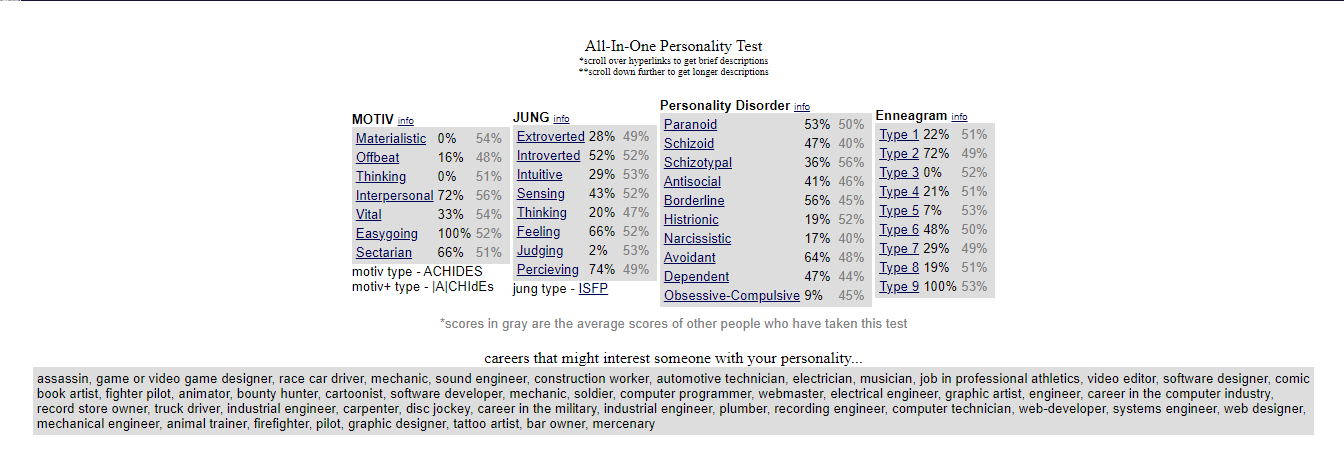 All-In-One Personality Test
*scroll over hyperlinks to get brief descriptions
**scroll down further to get longer descriptions
MOTIV info
Materialistic 0% 54%
Offbeat 16% 48%
Thinking 0% 51%
Interpersonal 72% 56%
Vital 33% 54%
Easygoing 100% 52%
Sectarian 66% 51%
motiv type - ACHIDES
motiv+ type - |A|CHIdEs
JUNG info
Extroverted 28% 49%
Introverted 52% 52%
Intuitive 29% 53%
Sensing 43% 52%
Thinking 20% 47%
Feeling 66% 52%
Judging 2% 53%
Percieving 74% 49%
jung type - ISFP
Personality Disorder info
Paranoid 53% 50%
Schizoid 47% 40%
Schizotypal 36% 56%
Antisocial 41% 46%
Borderline 56% 45%
Histrionic 19% 52%
Narcissistic 17% 40%
Avoidant 64% 48%
Dependent 47% 44%
Obsessive-Compulsive 9% 45%
Enneagram info
Type 1 22% 51%
Type 2 72% 49%
Type 3 0% 52%
Type 4 21% 51%
Type 5 7% 53%
Type 6 48% 50%
Type 7 29% 49%
Type 8 19% 51%
Type 9 100% 53%
*scores in gray are the average scores of other people who have taken this test
careers that might interest someone with your personality...
assassin, game or video game designer, race car driver, mechanic, sound engineer, construction worker, automotive technician, electrician, musician, job in professional athletics, video editor, software designer, comic
book artist, fighter pilot, animator, bounty hunter, cartoonist, software developer, mechanic, soldier, computer programmer, webmaster, electrical engineer, graphic artist, engineer, career in the computer industry,
record store owner, truck driver, industrial engineer, carpenter, disc jockey, career in the military, industrial engineer, plumber, recording engineer, computer technician, web-developer, systems engineer, web designer,
mechanical engineer, animal trainer, firefighter, pilot, graphic designer, tattoo artist, bar owner, mercenary